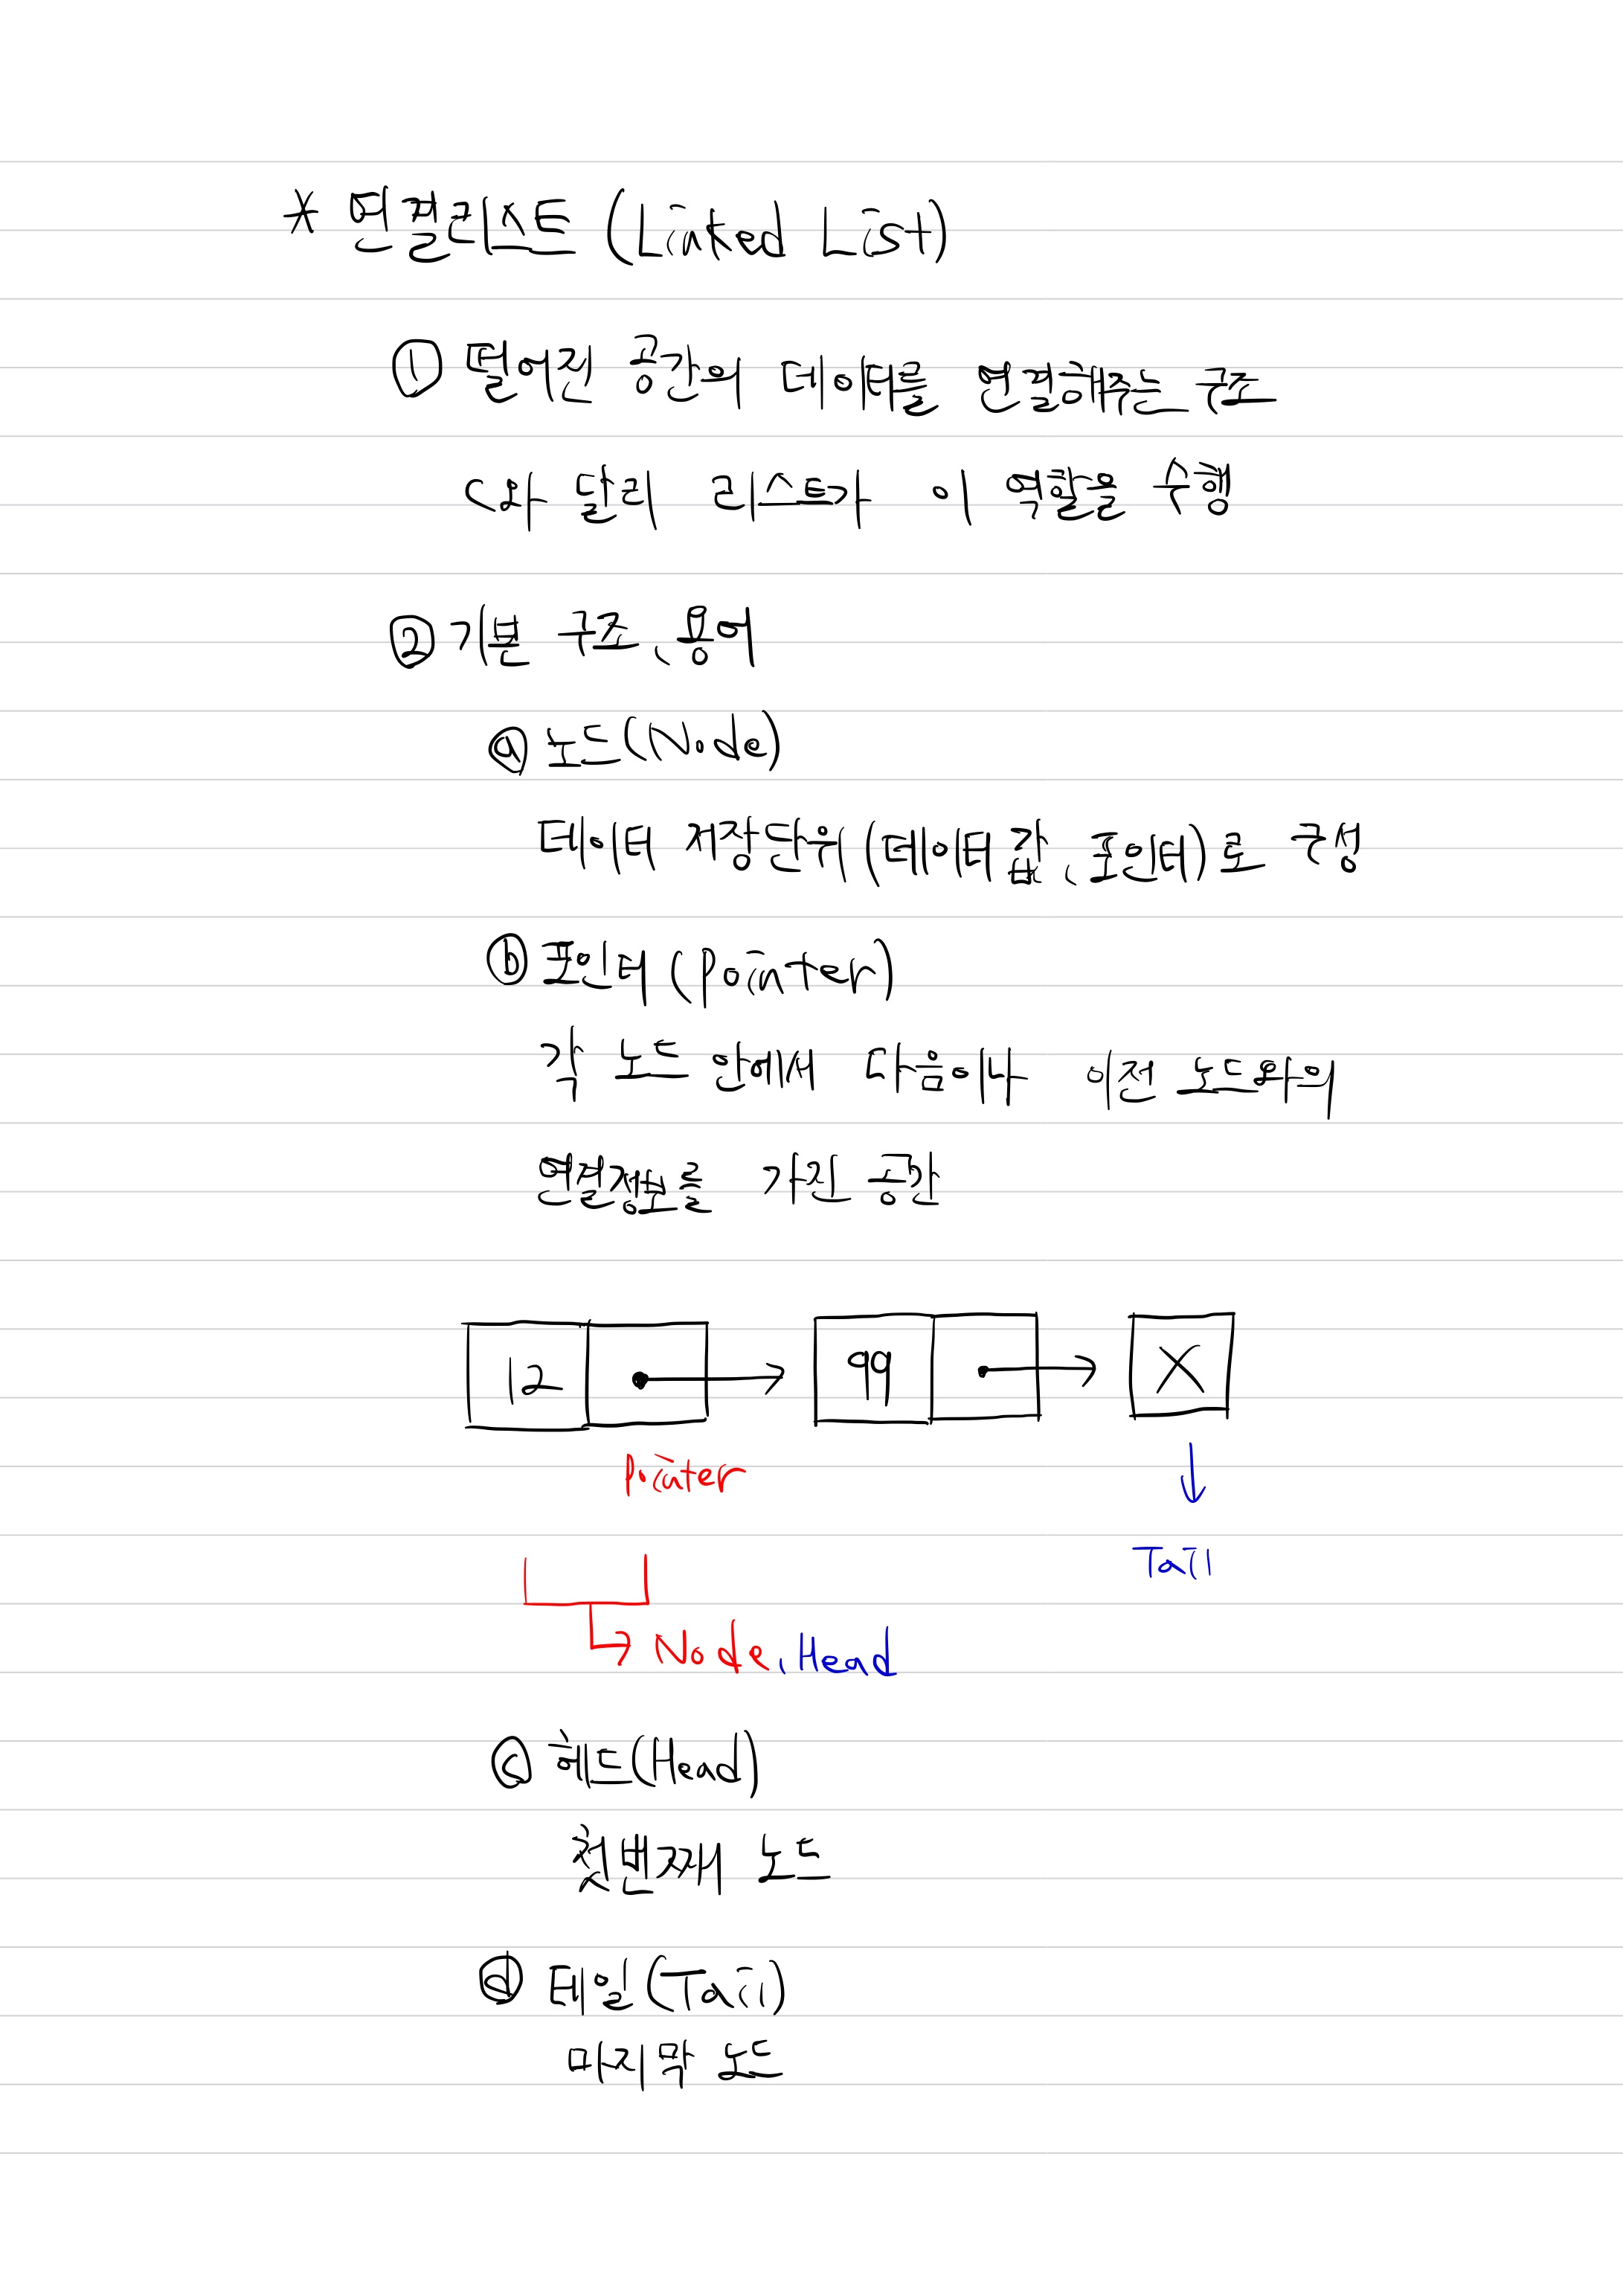 * 연결리스트 (Linked List)
① 떨어진 공간의 데이터를 연결해주는 구조
C와 달리 리스트가 이 역할을 수행
② 기본 구조, 용어
ⓐ 노드(Node)
데이터 저장단위 (데이터 값, 포인터)로 구성
ⓑ 포인터 (pointer)
각 노드 안에서 다음이나 이전 노드와의
연결정보를 가진 공간
12 99 X
pointer
Tail
Node, Head
ⓒ 헤드(Head)
첫번째 노드
ⓓ 테일(Tail)
마지막 노드